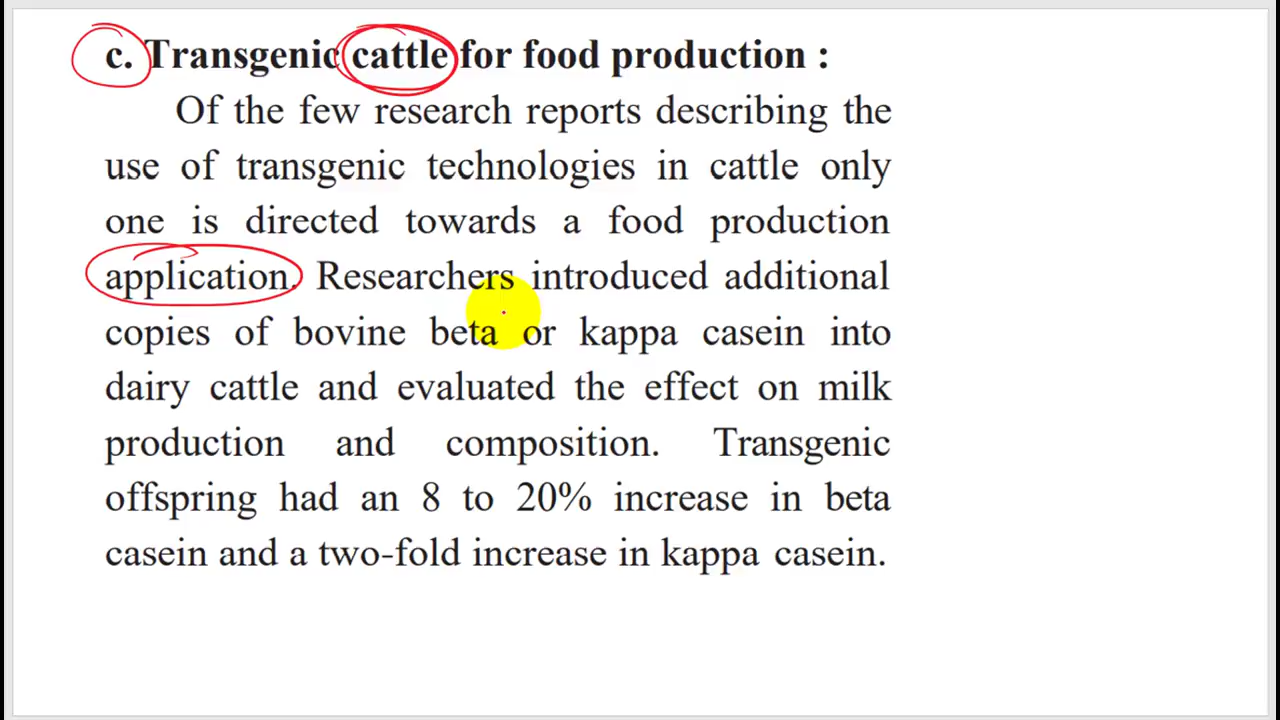 c. Transgenic cattle for food production :
Of the few research reports describing the
use of transgenic technologies in cattle only
one is directed towards a food production
application. Researchers introduced additional
copies of bovine beta or kappa casein into
dairy cattle and evaluated the effect on milk
production and composition. Transgenic
offspring had an 8 to 20% increase in beta
casein and a two-fold increase in kappa casein.